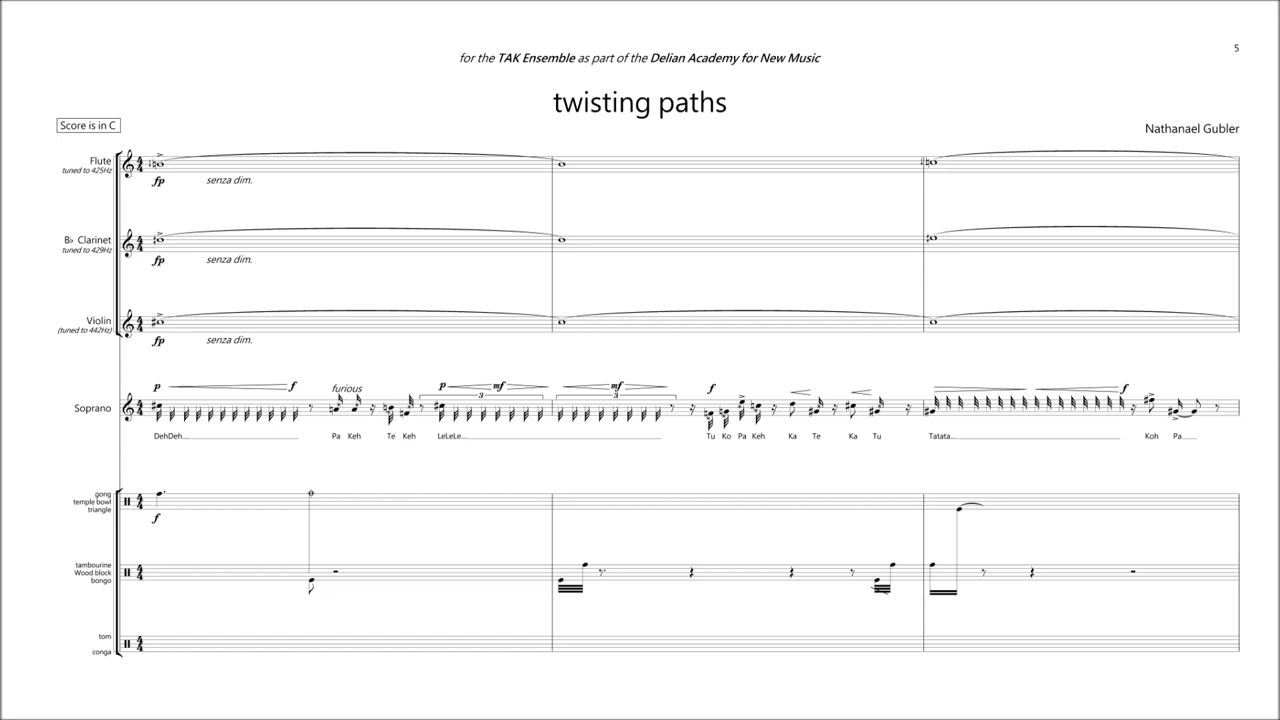 5
for the TAK Ensemble as part of the Delian Academy for New Music
twisting paths
Score is in C
Nathanael Gubler
Flute
tuned to 425Hz
fp senza dim.
B♭ Clarinet
tuned to 429Hz
fp senza dim.
Violin
(tuned to 442Hz)
fp senza dim.
p f furious p mf mf f f
3 3
Soprano
DehDeh... Pa Keh Te Keh LeLeLe... Tu Ko Pa Keh Ka Te Ka Tu Tatata... Koh Pa...
gong
temple bowl
triangle
f
tambourine
Wood block
bongo
tom
conga